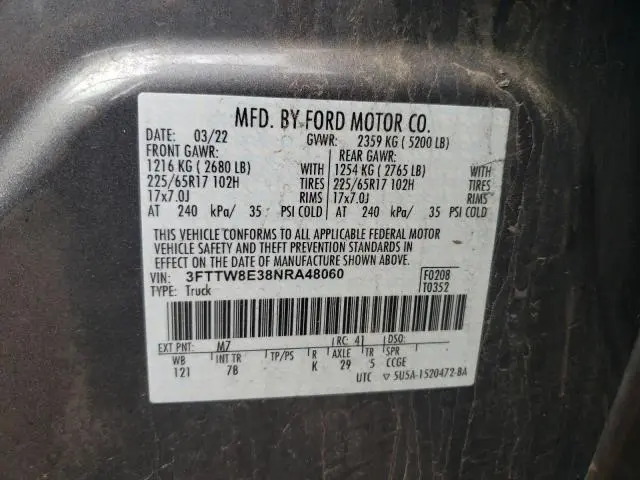 MFD. BY FORD MOTOR CO.
DATE: 03/22 GVWR: 2359 KG ( 5200 LB)
FRONT GAWR: REAR GAWR:
1216 KG ( 2680 LB) WITH 1254 KG ( 2765 LB) WITH
225/65R17 102H TIRES 225/65R17 102H TIRES
17x7.0J RIMS 17x7.0J RIMS
AT 240 kPa/ 35 PSI COLD AT 240 kPa/ 35 PSI COLD
THIS VEHICLE CONFORMS TO ALL APPLICABLE FEDERAL MOTOR
VEHICLE SAFETY AND THEFT PREVENTION STANDARDS IN
EFFECT ON THE DATE OF MANUFACTURE SHOWN ABOVE.
VIN: 3FTTW8E38NRA48060 F0208
TYPE: Truck T0352
EXT PNT: M7 RC: 41 DSO:
WB INT TR TP/PS R AXLE TR SPR
121 7B K 29 5 CCGE
UTC ▽ 5U5A-1520472-BA